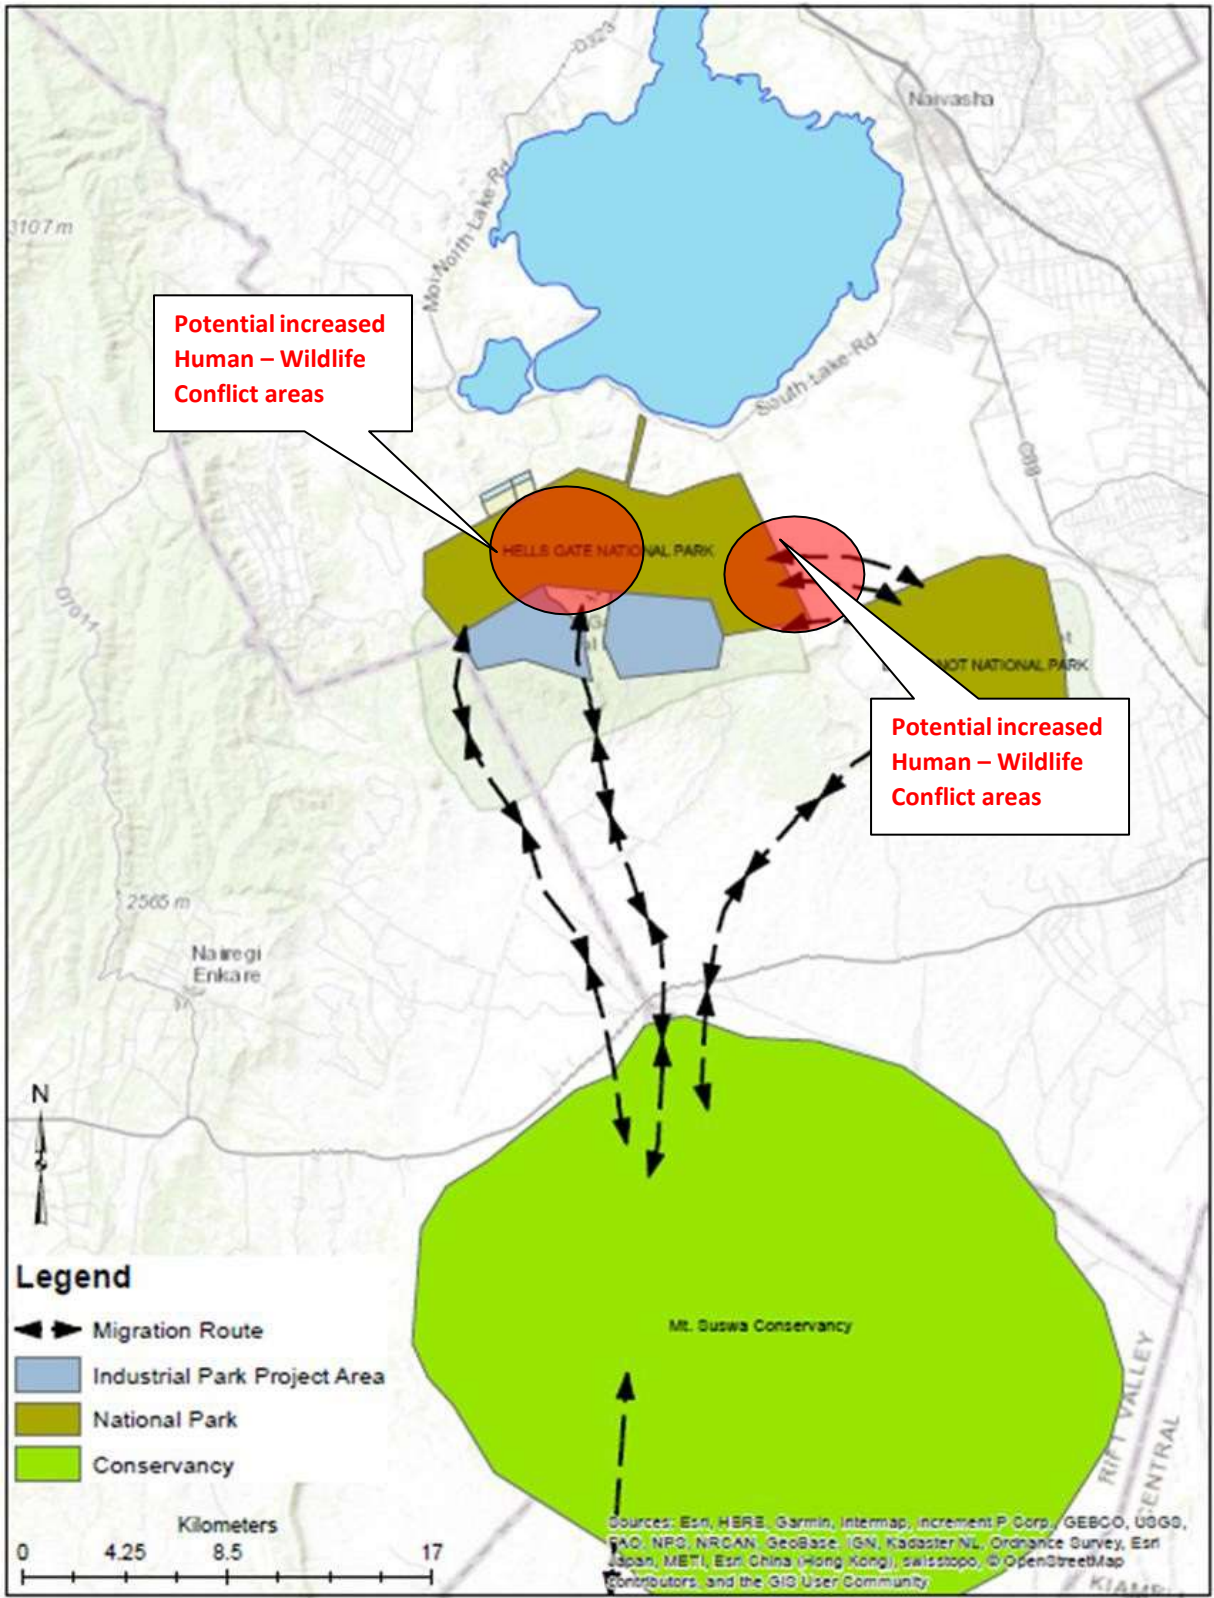 D323
Naivasha
Moi North Lake Rd
3107 m
Potential increased
Human – Wildlife
Conflict areas
South Lake Rd
C88
HELLS GATE NATIONAL PARK
D7011
NOT NATIONAL PARK
Potential increased
Human – Wildlife
Conflict areas
2565 m
Nairegi
Enkare
N
Legend
Migration Route
Industrial Park Project Area
National Park
Conservancy
Mt. Suswa Conservancy
RIFT VALLEY
CENTRAL
Kilometers
0 4.25 8.5 17
Sources: Esri, HERE, Garmin, Intermap, increment P Corp., GEBCO, USGS,
FAO, NPS, NRCAN, GeoBase, IGN, Kadaster NL, Ordnance Survey, Esri
Japan, METI, Esri China (Hong Kong), swisstopo, © OpenStreetMap
contributors, and the GIS User Community